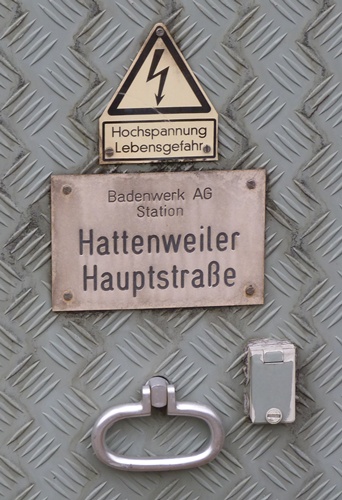 Hochspannung
Lebensgefahr
Badenwerk AG
Station
Hattenweiler
Hauptstraße